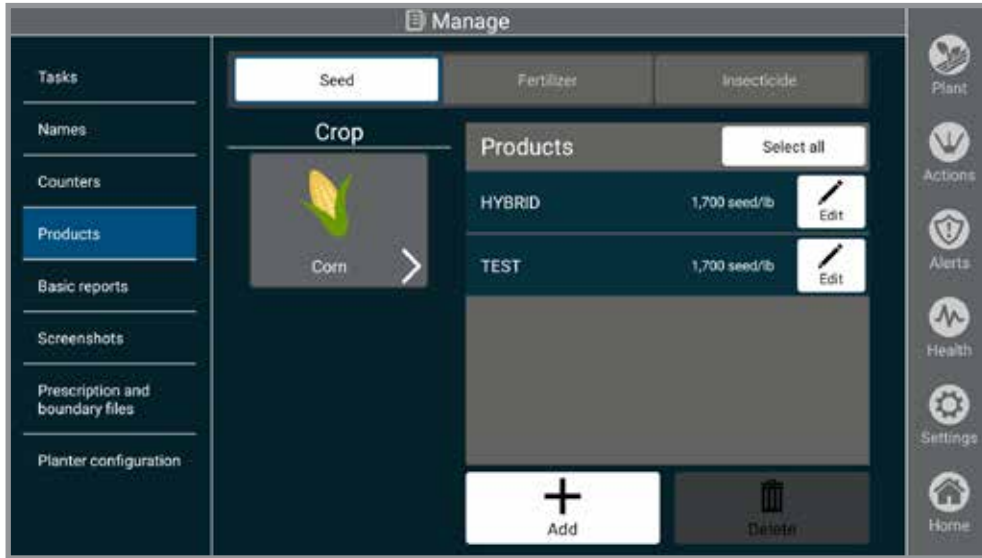 Manage
Tasks
Names
Counters
Products
Basic reports
Screenshots
Prescription and
boundary files
Planter configuration
Seed
Fertilizer
Insecticide
Crop
Corn
Products
Select all
HYBRID
1,700 seed/lb
Edit
TEST
1,700 seed/lb
Edit
Add
Delete
Plant
Actions
Alerts
Health
Settings
Home